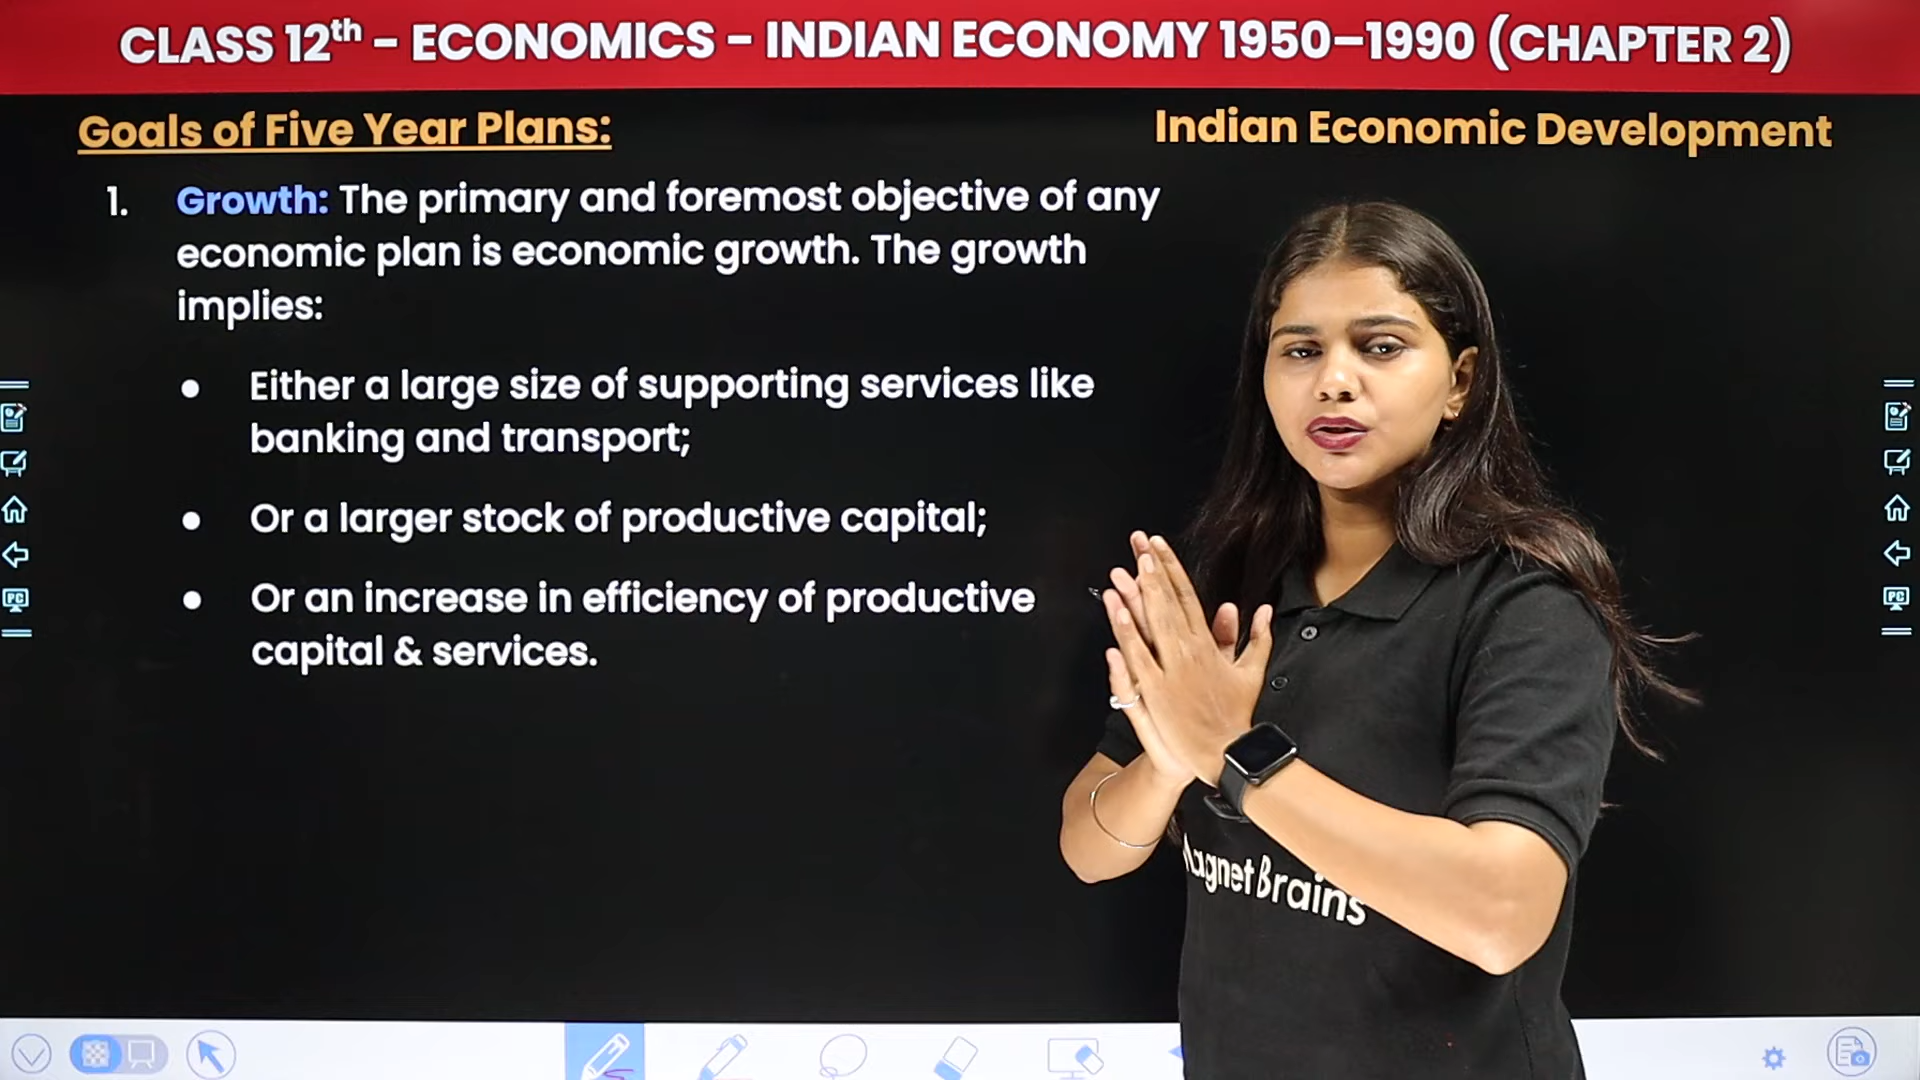 CLASS 12th – ECONOMICS – INDIAN ECONOMY 1950–1990 (CHAPTER 2)
Goals of Five Year Plans:
Indian Economic Development
1. Growth: The primary and foremost objective of any
economic plan is economic growth. The growth
implies:
● Either a large size of supporting services like
banking and transport;
● Or a larger stock of productive capital;
● Or an increase in efficiency of productive
capital & services.
PC
PC
agnet Brains